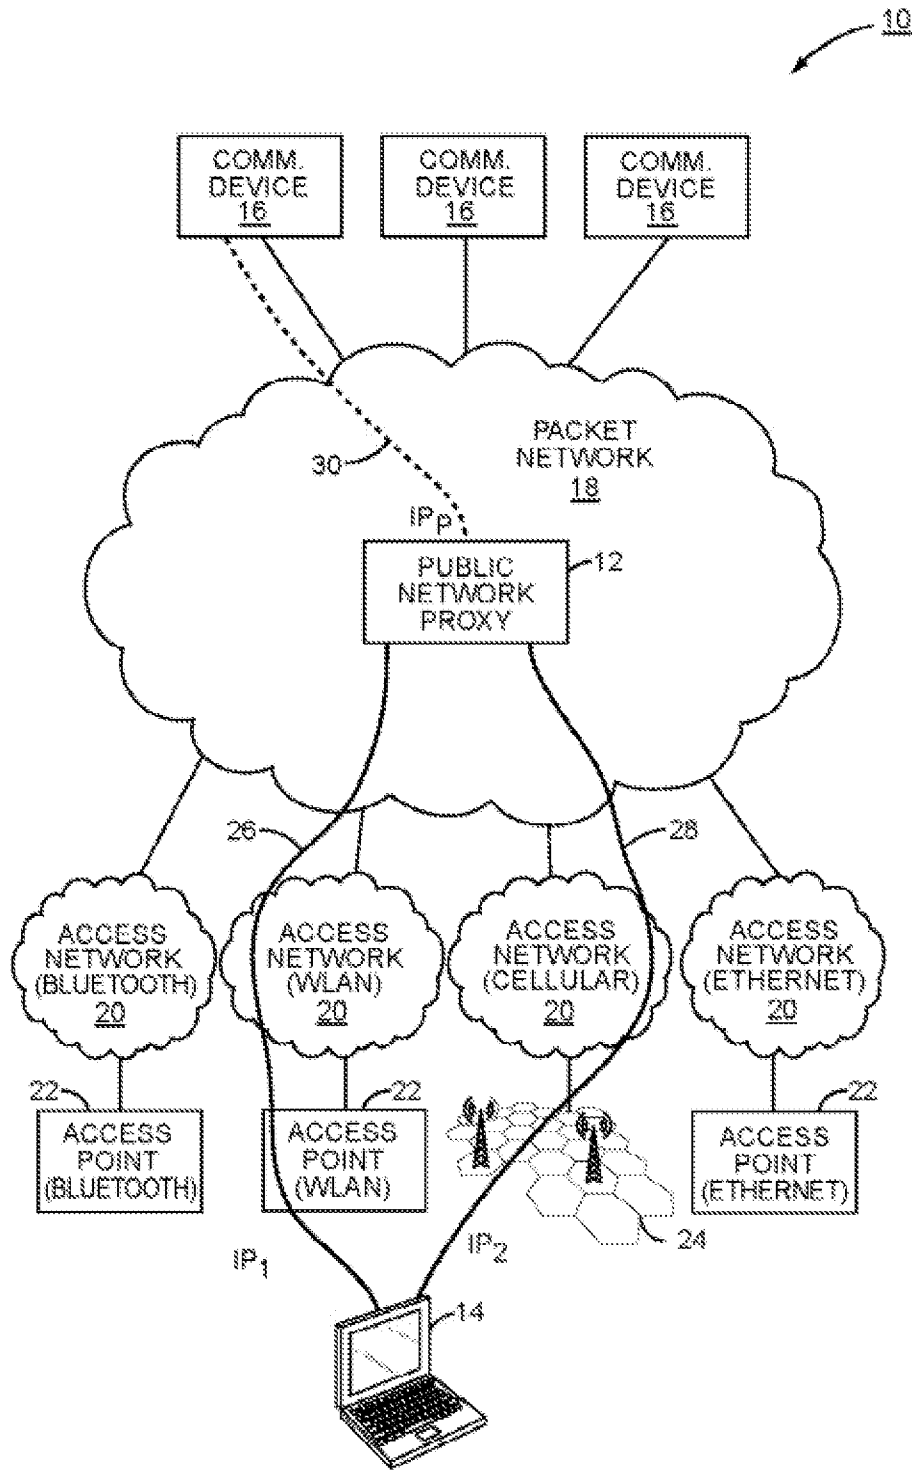 10
COMM.
DEVICE
16
COMM.
DEVICE
16
COMM.
DEVICE
16
PACKET
NETWORK
18
30
IPP
PUBLIC
NETWORK
PROXY
12
26
28
ACCESS
NETWORK
(BLUETOOTH)
20
ACCESS
NETWORK
(WLAN)
20
ACCESS
NETWORK
(CELLULAR)
20
ACCESS
NETWORK
(ETHERNET)
20
22
ACCESS
POINT
(BLUETOOTH)
22
ACCESS
POINT
(WLAN)
22
ACCESS
POINT
(ETHERNET)
24
IP1
IP2
14